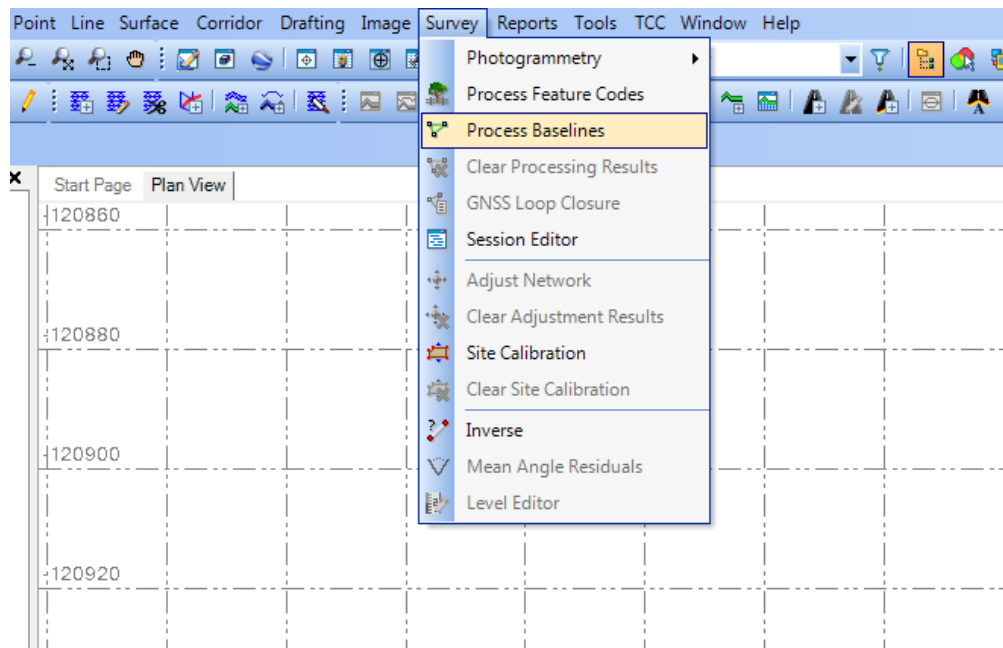 Point Line Surface Corridor Drafting Image Survey Reports Tools TCC Window Help
Photogrammetry
Process Feature Codes
Process Baselines
Clear Processing Results
GNSS Loop Closure
Session Editor
Adjust Network
Clear Adjustment Results
Site Calibration
Clear Site Calibration
Inverse
Mean Angle Residuals
Level Editor
Start Page Plan View
-120860
-120880
-120900
-120920